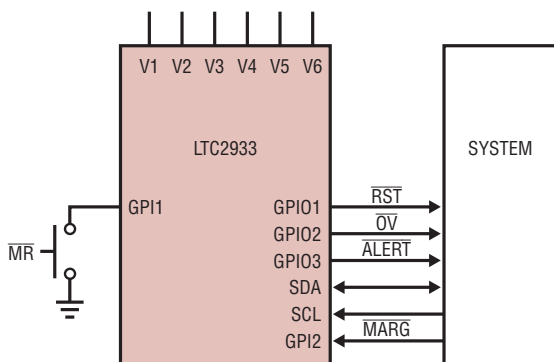 V1 V2 V3 V4 V5 V6
LTC2933 SYSTEM
GPI1 GPIO1 RST
GPIO2 OV
MR GPIO3 ALERT
SDA
SCL
GPI2 MARG